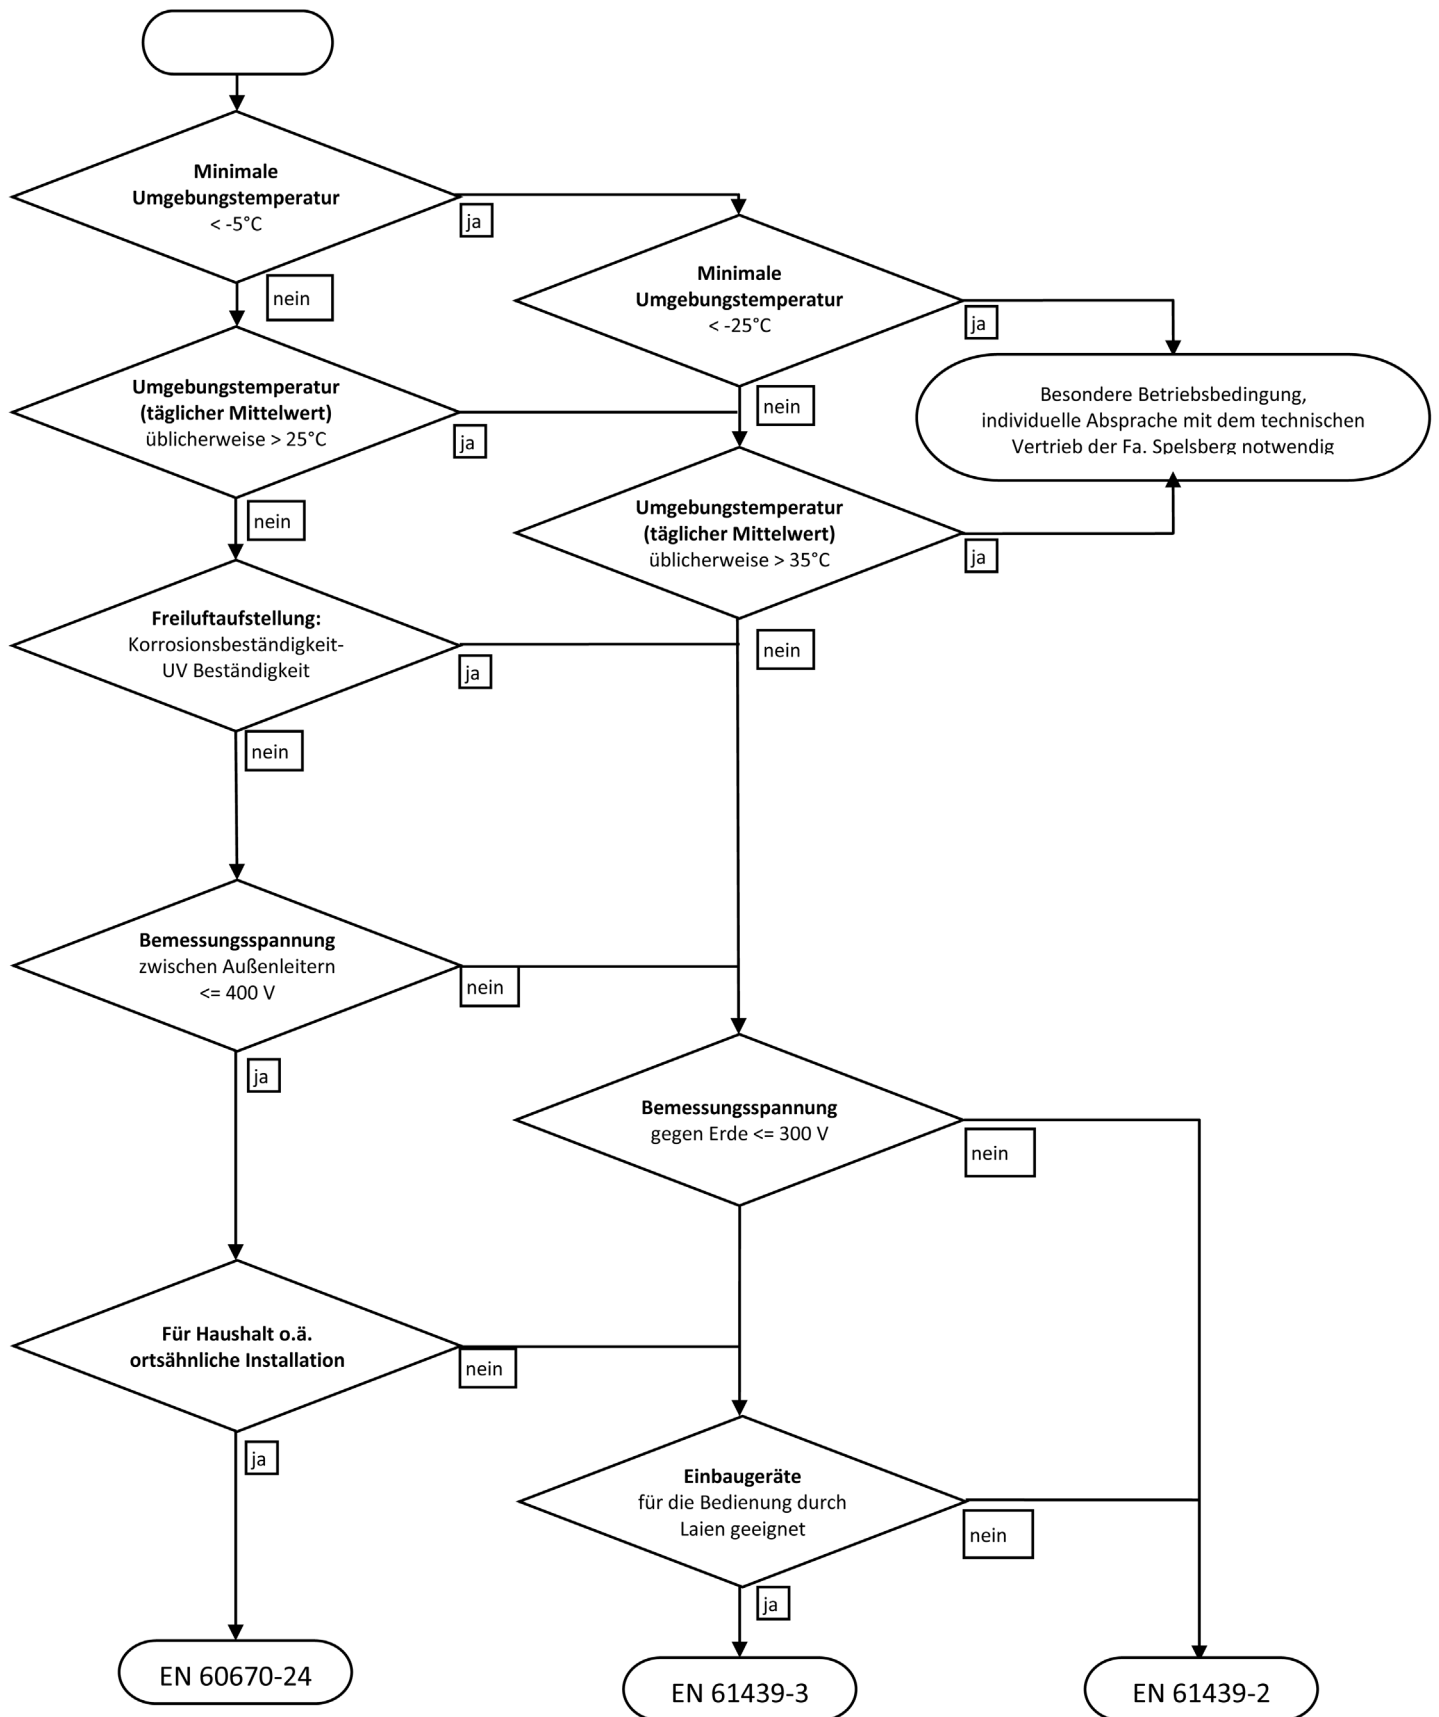 Minimale
Umgebungstemperatur
< -5°C
ja
nein
Minimale
Umgebungstemperatur
< -25°C
ja
nein
Besondere Betriebsbedingung,
individuelle Absprache mit dem technischen
Vertrieb der Fa. Spelsberg notwendig
Umgebungstemperatur
(täglicher Mittelwert)
üblicherweise > 25°C
ja
nein
Umgebungstemperatur
(täglicher Mittelwert)
üblicherweise > 35°C
ja
nein
Freiluftaufstellung:
Korrosionsbeständigkeit-
UV Beständigkeit
ja
nein
Bemessungsspannung
zwischen Außenleitern
<= 400 V
nein
ja
Bemessungsspannung
gegen Erde <= 300 V
nein
Für Haushalt o.ä.
ortsähnliche Installation
nein
ja
Einbaugeräte
für die Bedienung durch
Laien geeignet
nein
ja
EN 60670-24
EN 61439-3
EN 61439-2